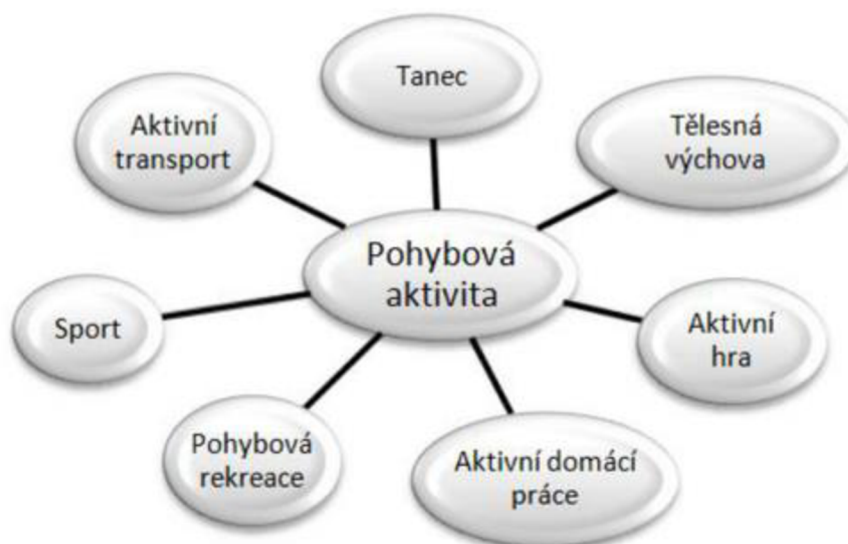 Tanec
Aktivní
transport
Tělesná
výchova
Pohybová
aktivita
Sport
Aktivní
hra
Pohybová
rekreace
Aktivní domácí
práce